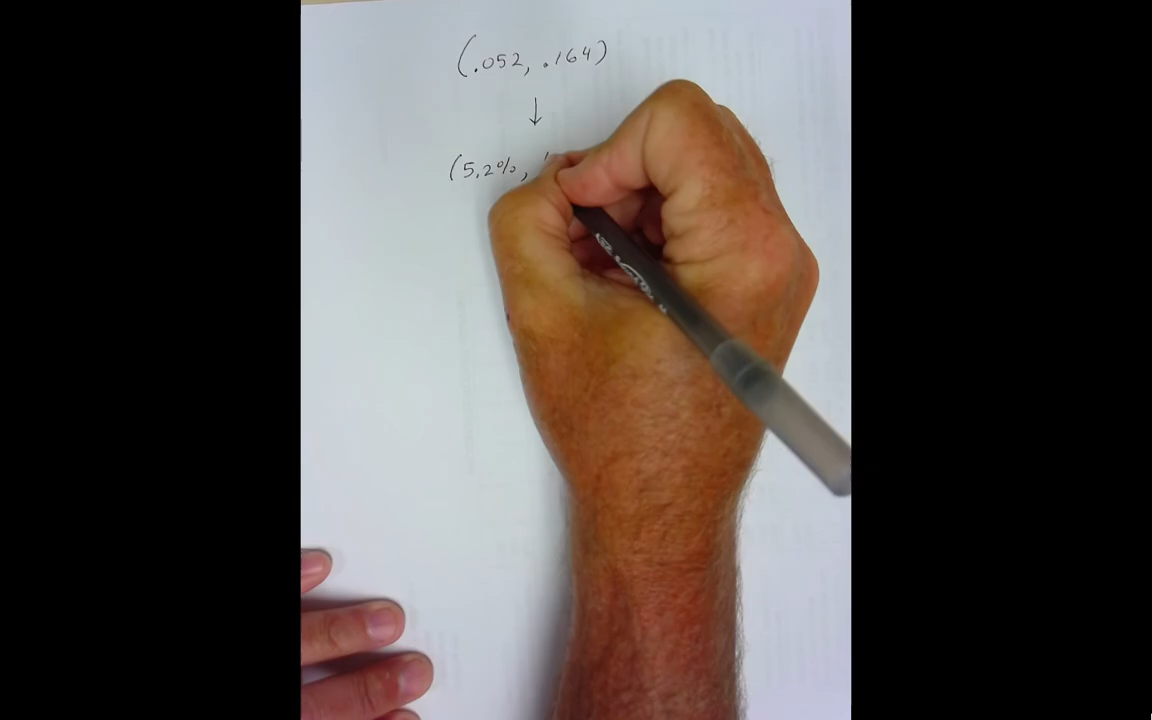 (.052, .164)
↓
(5.2%,